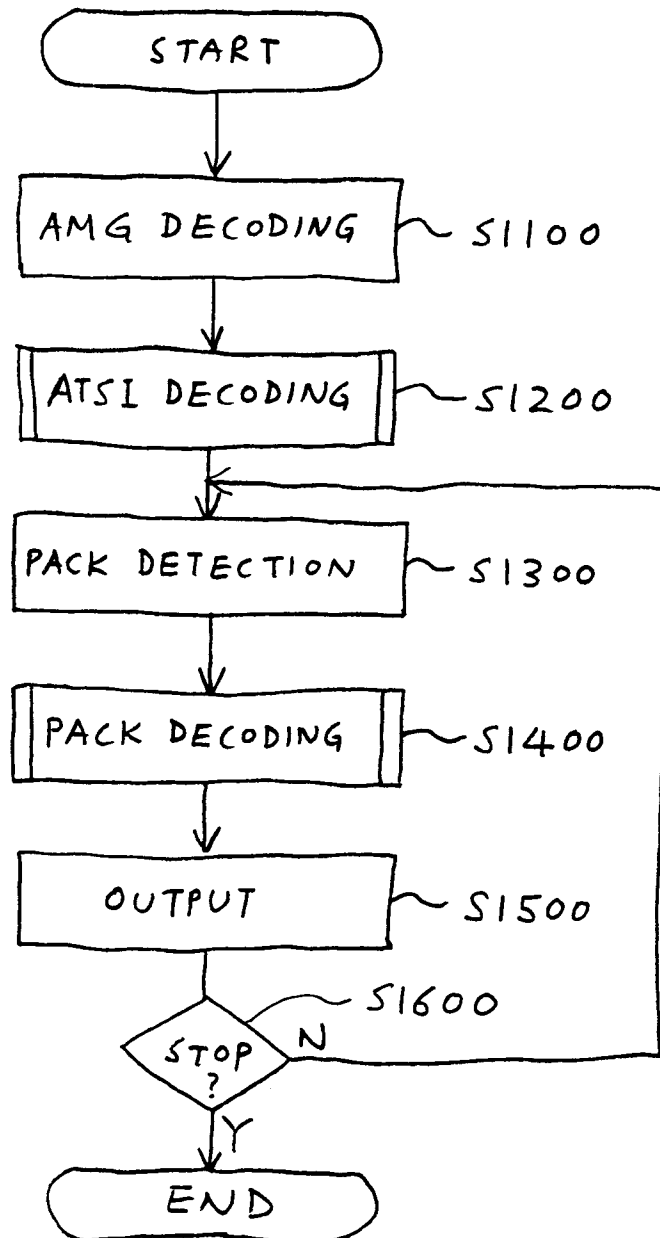 START
AMG DECODING S1100
ATSI DECODING S1200
PACK DETECTION S1300
PACK DECODING S1400
OUTPUT S1500
S1600
STOP N
?
Y
END